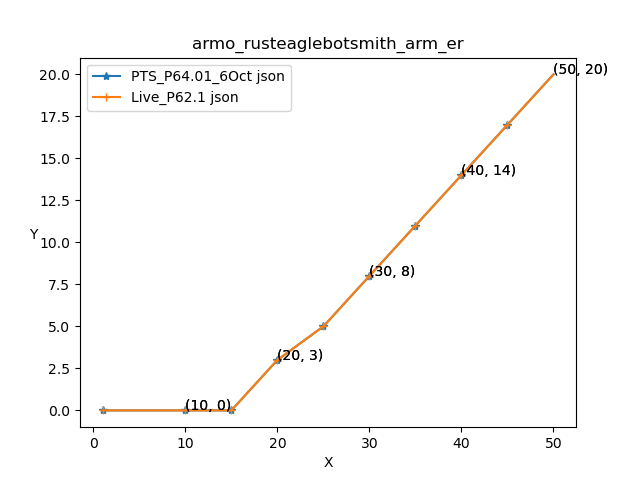 armo_rusteaglebotsmith_arm_er
PTS_P64.01_6Oct json
Live_P62.1 json
20.0
17.5
15.0
12.5
10.0
7.5
5.0
2.5
0.0
Y
(50, 20)
(40, 14)
(30, 8)
(20, 3)
(10, 0)
0 10 20 30 40 50
X